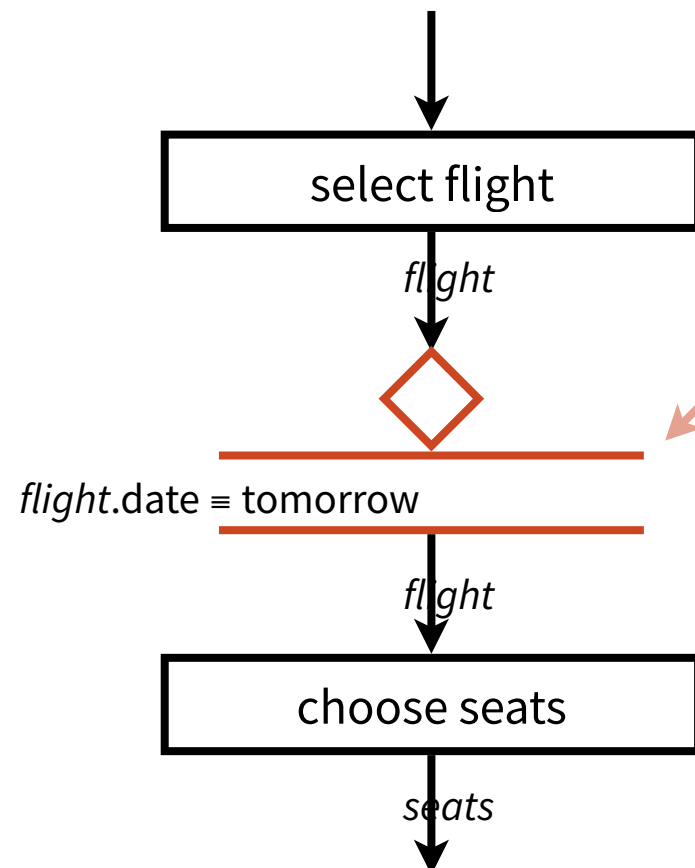 select flight
flight
flight.date ≡ tomorrow
flight
choose seats
seats